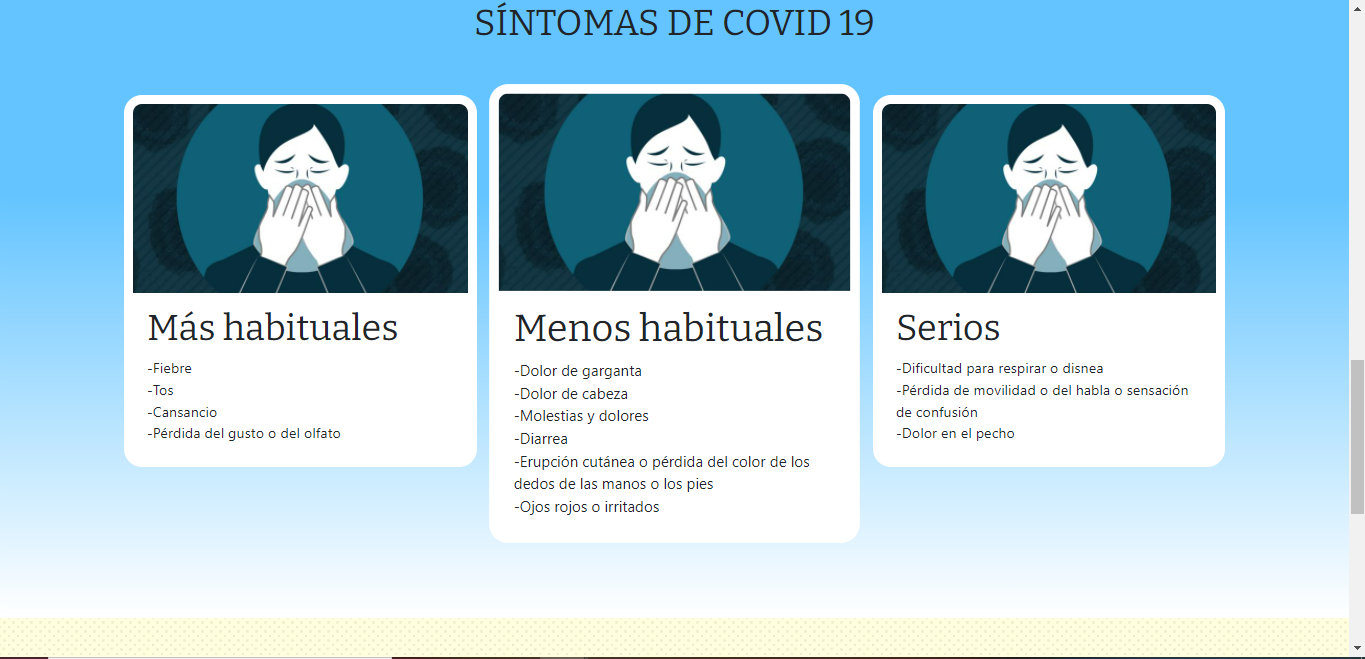 SÍNTOMAS DE COVID 19
Más habituales
-Fiebre
-Tos
-Cansancio
-Pérdida del gusto o del olfato
Menos habituales
-Dolor de garganta
-Dolor de cabeza
-Molestias y dolores
-Diarrea
-Erupción cutánea o pérdida del color de los
dedos de las manos o los pies
-Ojos rojos o irritados
Serios
-Dificultad para respirar o disnea
-Pérdida de movilidad o del habla o sensación
de confusión
-Dolor en el pecho